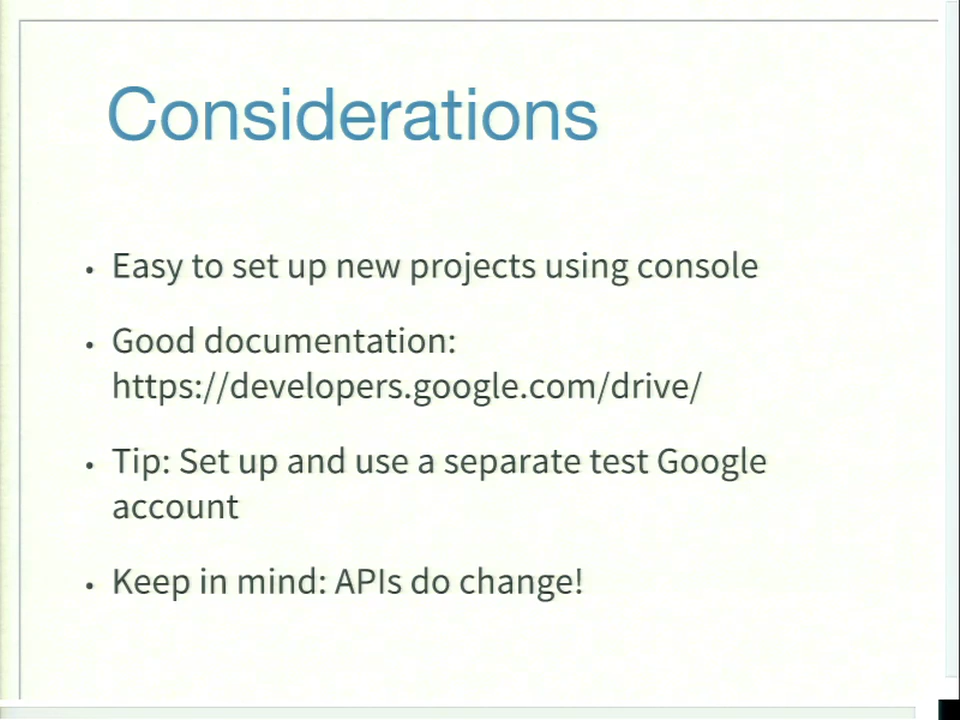 Considerations
• Easy to set up new projects using console
• Good documentation:
https://developers.google.com/drive/
• Tip: Set up and use a separate test Google
account
• Keep in mind: APIs do change!